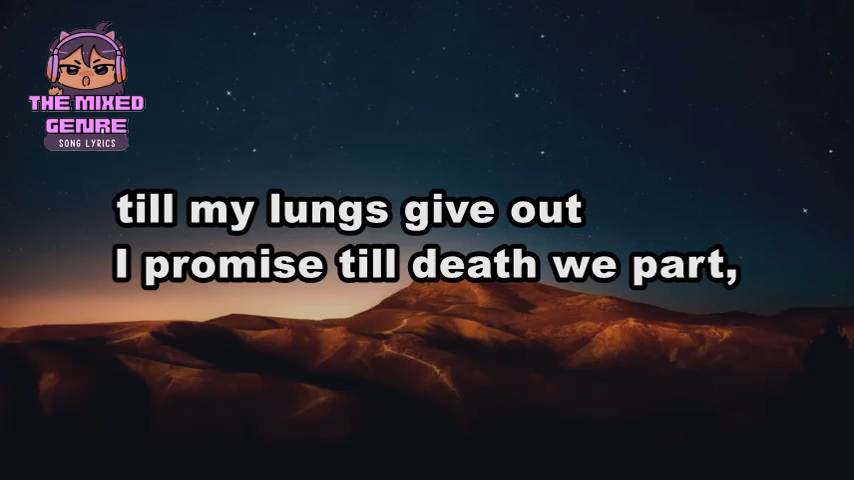 THE MIXED
GENRE
SONG LYRICS
till my lungs give out
I promise till death we part,